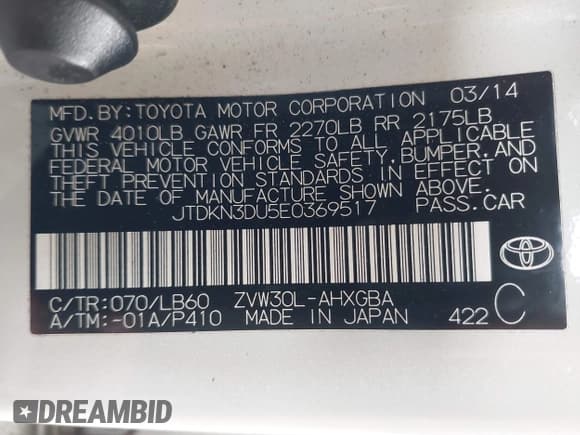 MFD.BY:TOYOTA MOTOR CORPORATION 03/14
GVWR 4010LB GAWR FR 2270LB RR 2175LB
THIS VEHICLE CONFORMS TO ALL APPLICABLE
FEDERAL MOTOR VEHICLE SAFETY, BUMPER, AND
THEFT PREVENTION STANDARDS IN EFFECT ON
THE DATE OF MANUFACTURE SHOWN ABOVE.
JTDKN3DU5E0369517 PASS.CAR
TOYOTA
C/TR:070/LB60 ZVW30L-AHXGBA
A/TM:-01A/P410 MADE IN JAPAN 422 C
DREAMBID